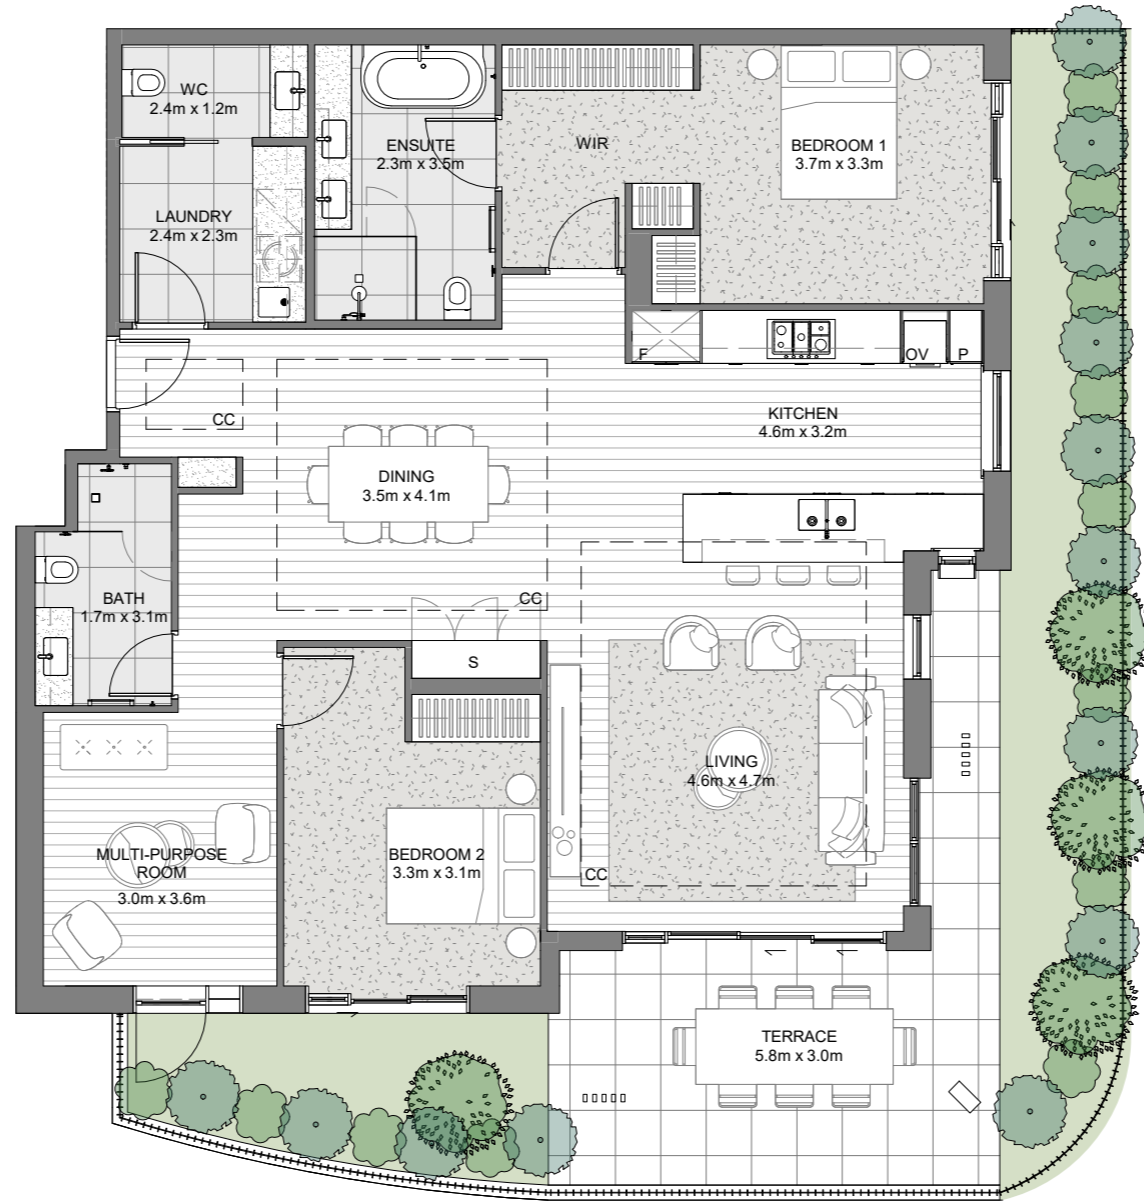 WC
2.4m x 1.2m
ENSUITE
2.3m x 3.5m
WIR
BEDROOM 1
3.7m x 3.3m
LAUNDRY
2.4m x 2.3m
F
OV
P
CC
KITCHEN
4.6m x 3.2m
DINING
3.5m x 4.1m
CC
BATH
1.7m x 3.1m
S
LIVING
4.6m x 4.7m
MULTI-PURPOSE
ROOM
3.0m x 3.6m
BEDROOM 2
3.3m x 3.1m
CC
TERRACE
5.8m x 3.0m